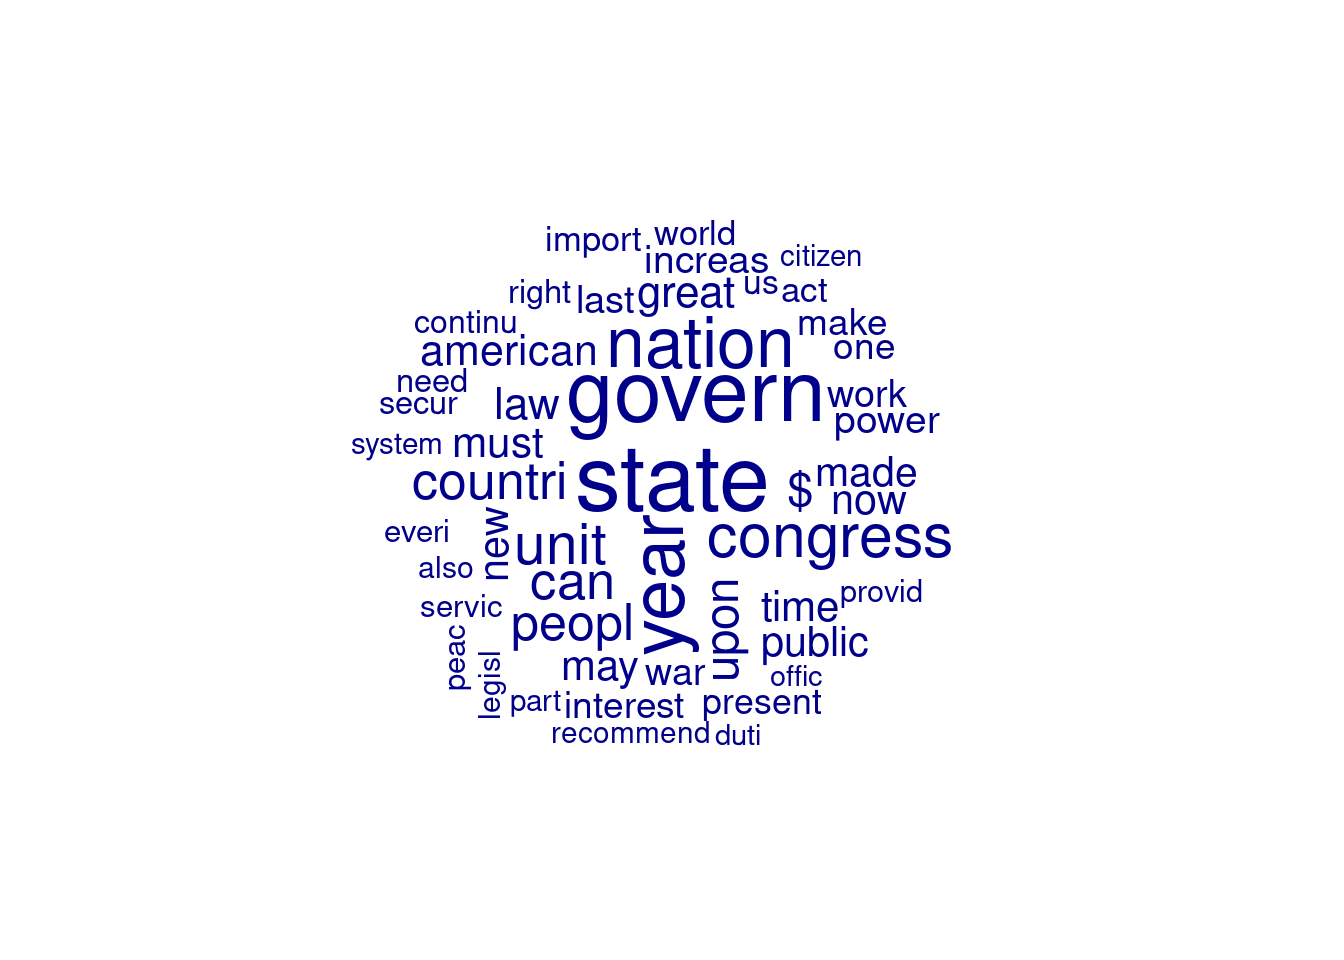 import world
increas citizen
right last great us act
continu nation make
american one
need govern work
secur law power
system must
countri state $ made
now
everi new unit year congress
also can
servic peopl upon time provid
public
peac may war offic
legisl part interest present
recommend duti